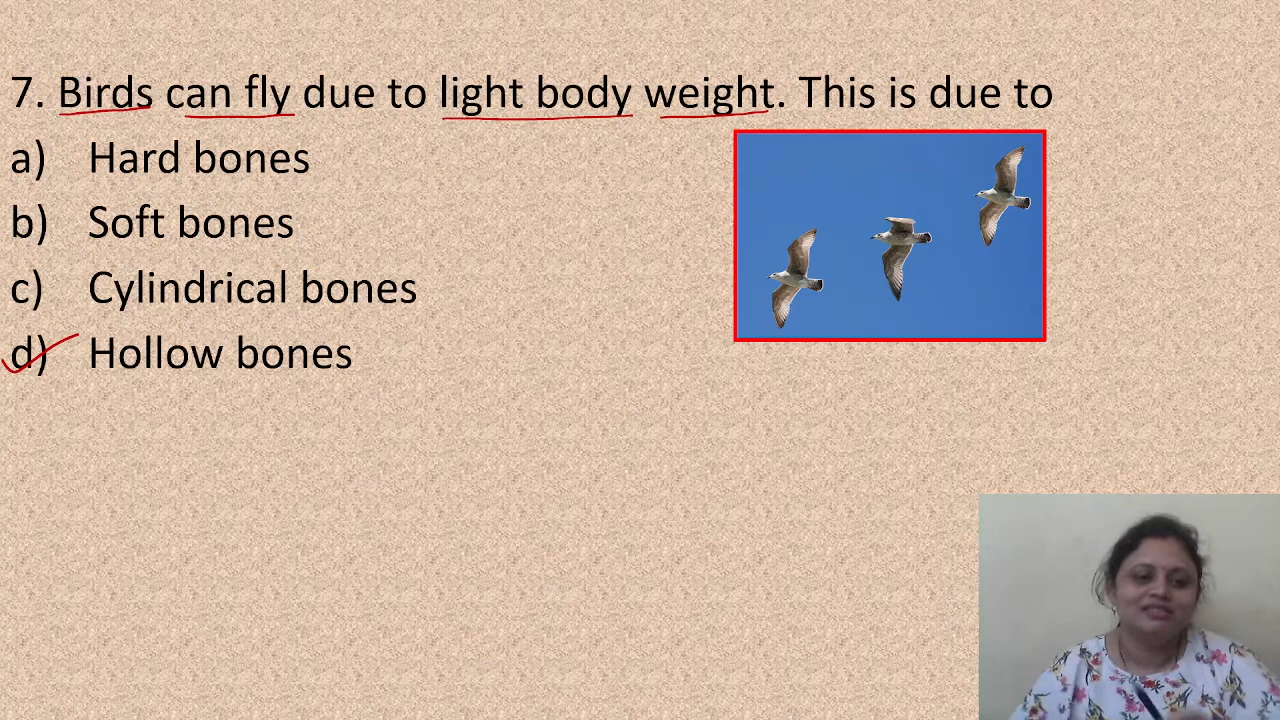 7. Birds can fly due to light body weight. This is due to
a) Hard bones
b) Soft bones
c) Cylindrical bones
d) Hollow bones